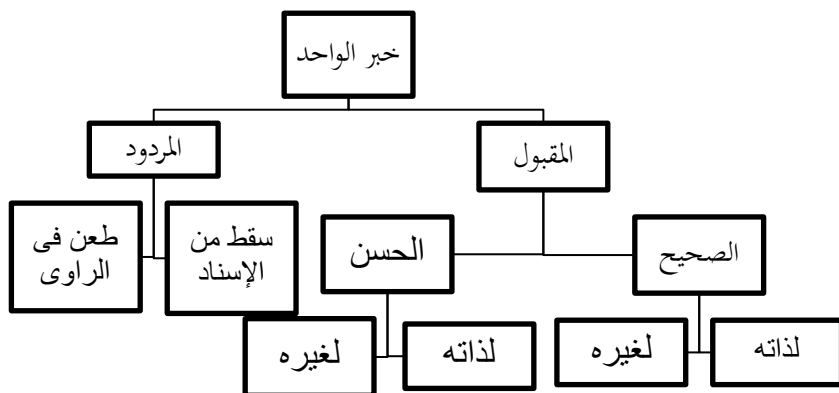 خبر الواحد
المقبول
المردود
الصحيح
الحسن
سقط من
الإسناد
طعن فى
الراوى
لذاته
لغيره
لذاته
لغيره